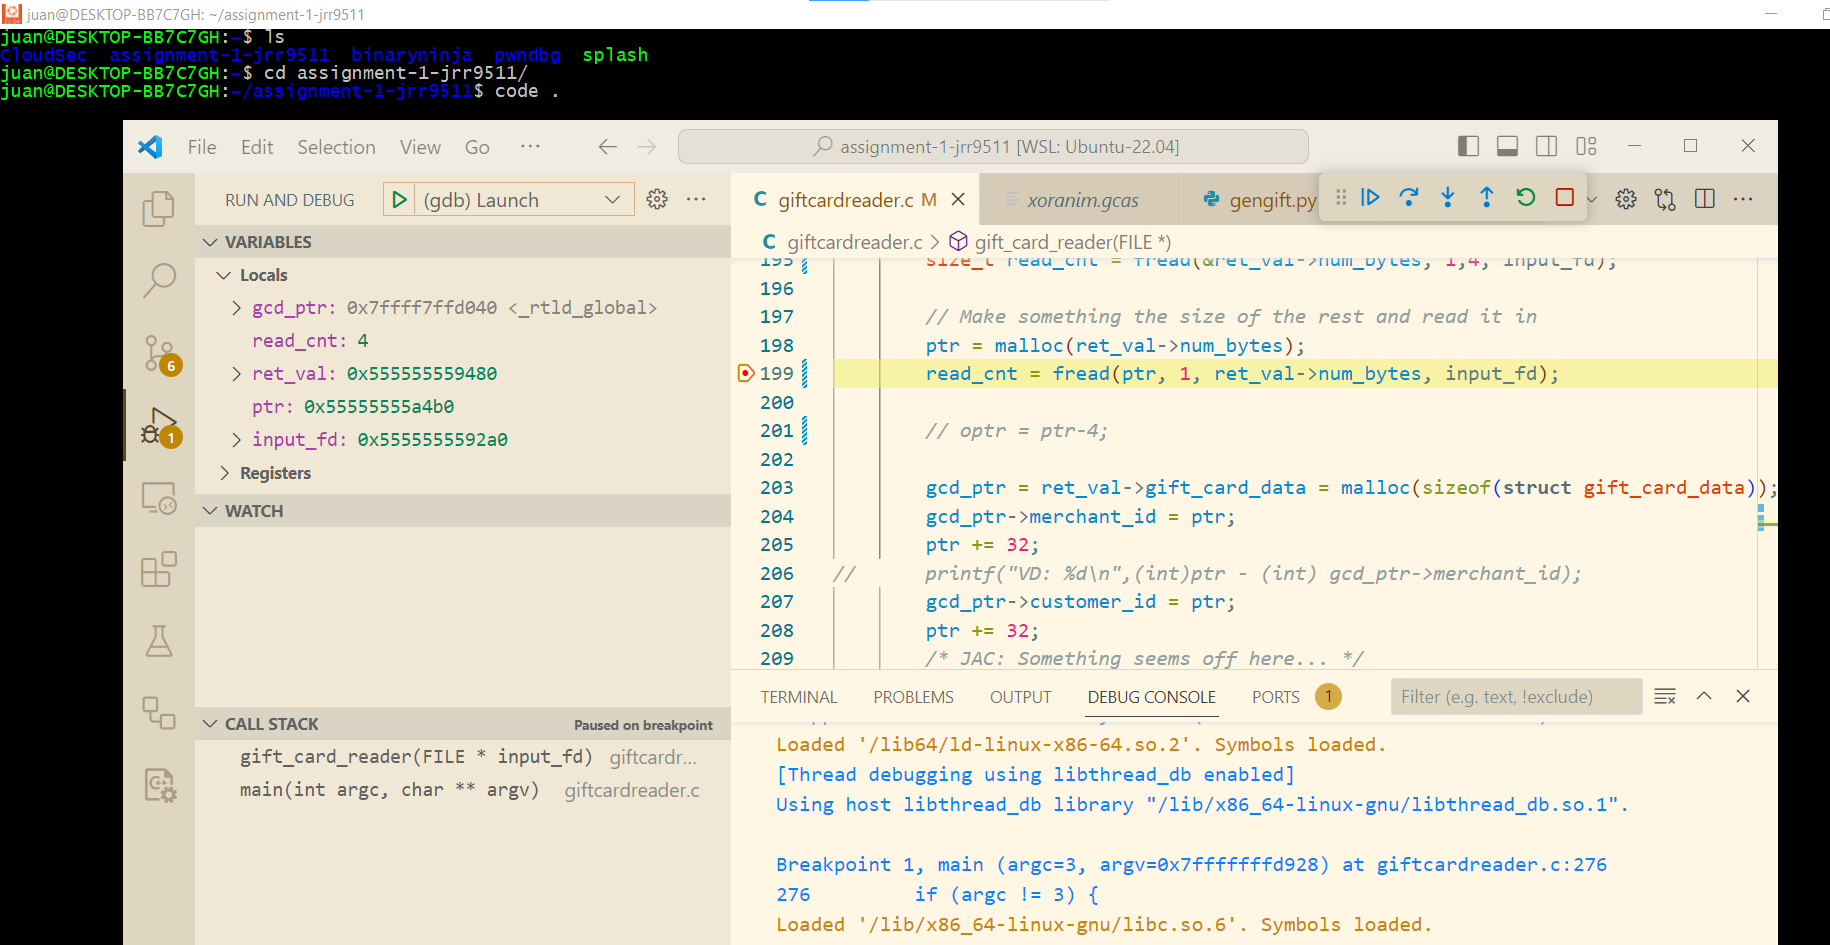 juan@DESKTOP-BB7C7GH: ~/assignment-1-jrr9511
juan@DESKTOP-BB7C7GH:~$ ls
CloudSec assignment-1-jrr9511 binaryninja pwndbg splash
juan@DESKTOP-BB7C7GH:~$ cd assignment-1-jrr9511/
juan@DESKTOP-BB7C7GH:~/assignment-1-jrr9511$ code .
File Edit Selection View Go ··· assignment-1-jrr9511 [WSL: Ubuntu-22.04]
RUN AND DEBUG (gdb) Launch ···
VARIABLES
Locals
gcd_ptr: 0x7ffff7ffd040 <_rtld_global>
read_cnt: 4
ret_val: 0x555555559480
ptr: 0x55555555a4b0
input_fd: 0x5555555592a0
Registers
WATCH
CALL STACK Paused on breakpoint
gift_card_reader(FILE * input_fd) giftcardr...
main(int argc, char ** argv) giftcardreader.c
6
1
C giftcardreader.c M xoranim.gcas gengift.py ···
C giftcardreader.c > gift_card_reader(FILE *)
195 size_t read_cnt = fread(&ret_val->num_bytes, 1,4, input_fd);
196
197 // Make something the size of the rest and read it in
198 ptr = malloc(ret_val->num_bytes);
199 read_cnt = fread(ptr, 1, ret_val->num_bytes, input_fd);
200
201 // optr = ptr-4;
202
203 gcd_ptr = ret_val->gift_card_data = malloc(sizeof(struct gift_card_data));
204 gcd_ptr->merchant_id = ptr;
205 ptr += 32;
206 // printf("VD: %d\n",(int)ptr - (int) gcd_ptr->merchant_id);
207 gcd_ptr->customer_id = ptr;
208 ptr += 32;
209 /* JAC: Something seems off here... */
TERMINAL PROBLEMS OUTPUT DEBUG CONSOLE PORTS 1 Filter (e.g. text, !exclude)
Loaded '/lib64/ld-linux-x86-64.so.2'. Symbols loaded.
[Thread debugging using libthread_db enabled]
Using host libthread_db library "/lib/x86_64-linux-gnu/libthread_db.so.1".
Breakpoint 1, main (argc=3, argv=0x7fffffffd928) at giftcardreader.c:276
276 if (argc != 3) {
Loaded '/lib/x86_64-linux-gnu/libc.so.6'. Symbols loaded.